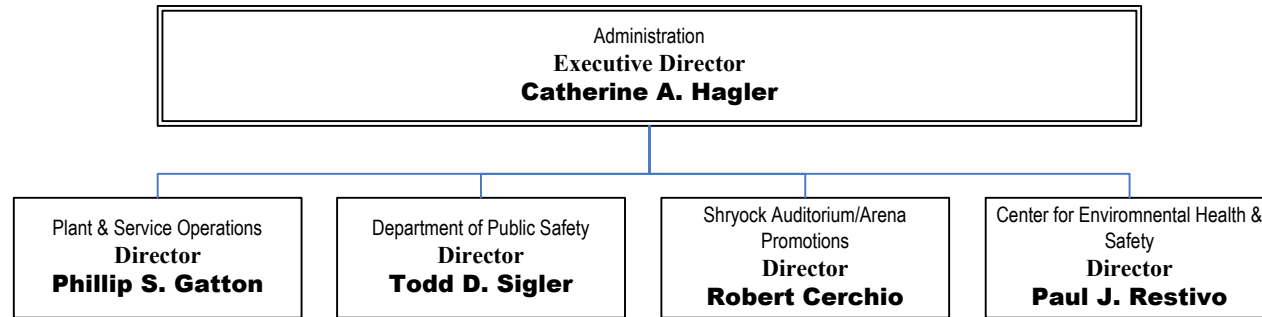 Administration
Executive Director
Catherine A. Hagler
Plant & Service Operations
Director
Phillip S. Gatton
Department of Public Safety
Director
Todd D. Sigler
Shryock Auditorium/Arena
Promotions
Director
Robert Cerchio
Center for Enviromnental Health &
Safety
Director
Paul J. Restivo